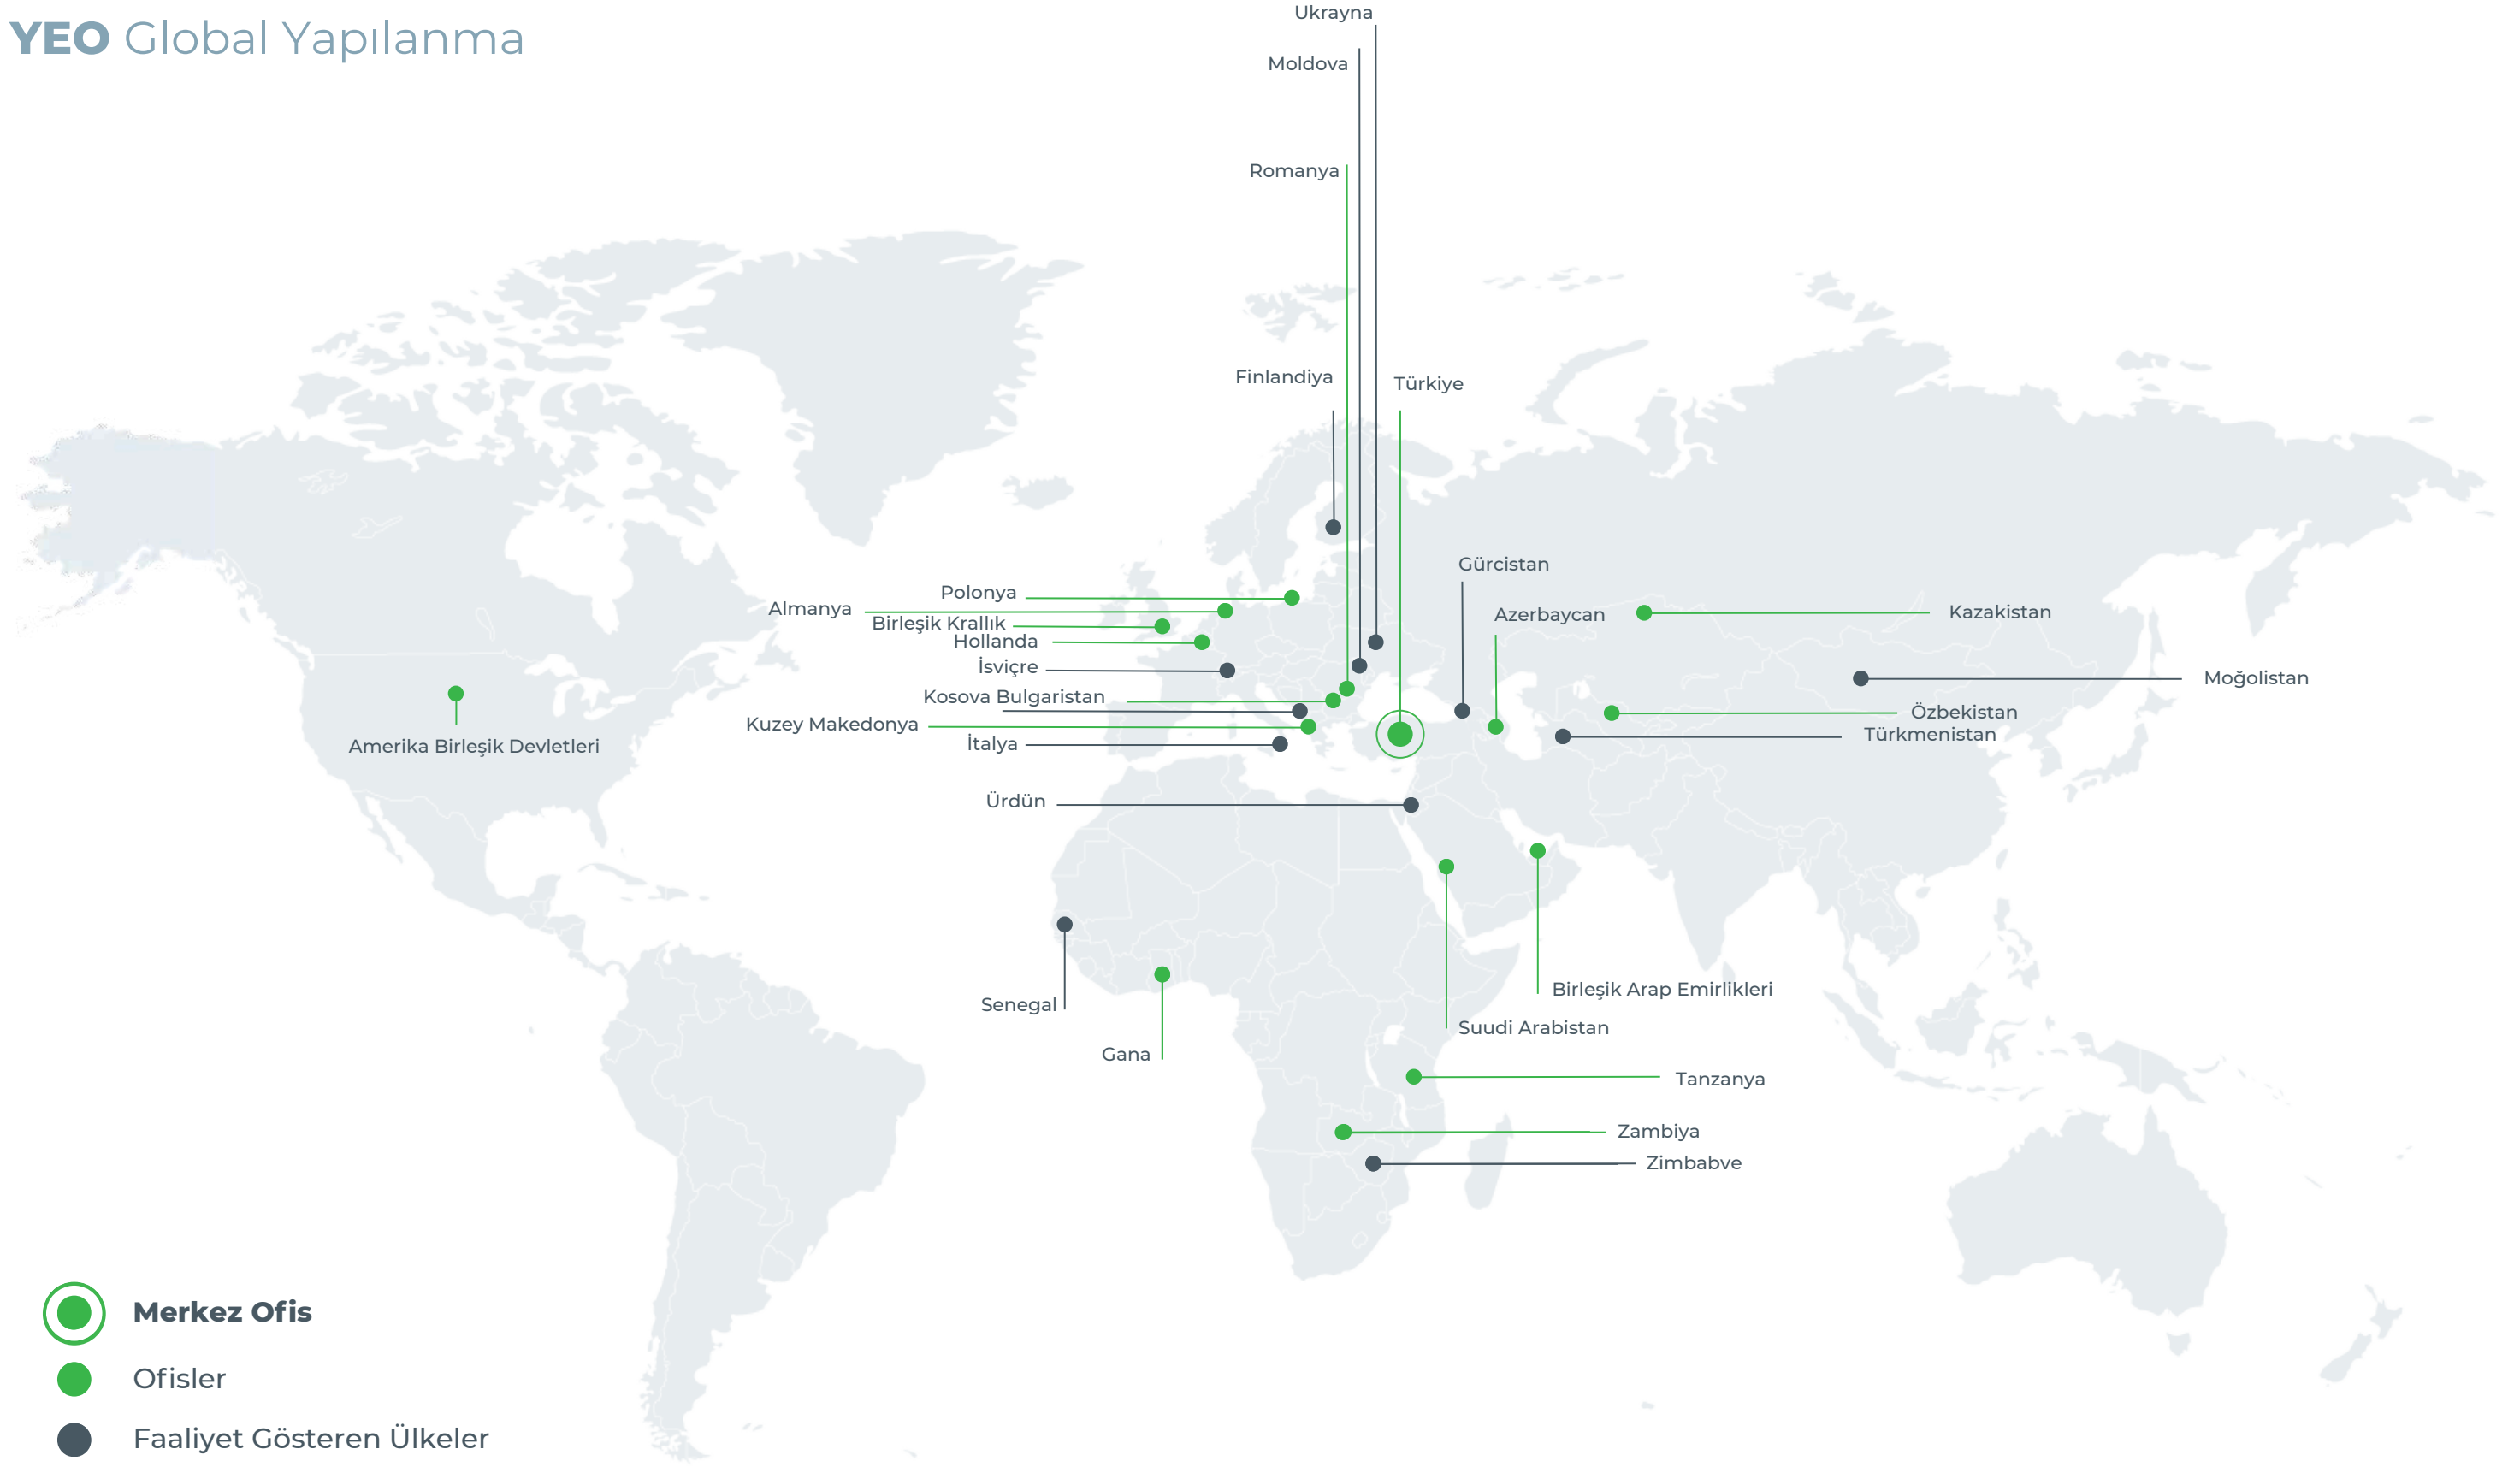 YEO Global Yapılanma
Ukrayna
Moldova
Romanya
Finlandiya
Türkiye
Gürcistan
Polonya
Almanya
Birleşik Krallık
Hollanda
İsviçre
Kosova Bulgaristan
Kuzey Makedonya
İtalya
Azerbaycan
Kazakistan
Moğolistan
Özbekistan
Türkmenistan
Amerika Birleşik Devletleri
Ürdün
Senegal
Gana
Birleşik Arap Emirlikleri
Suudi Arabistan
Tanzanya
Zambiya
Zimbabve
Merkez Ofis
Ofisler
Faaliyet Gösteren Ülkeler